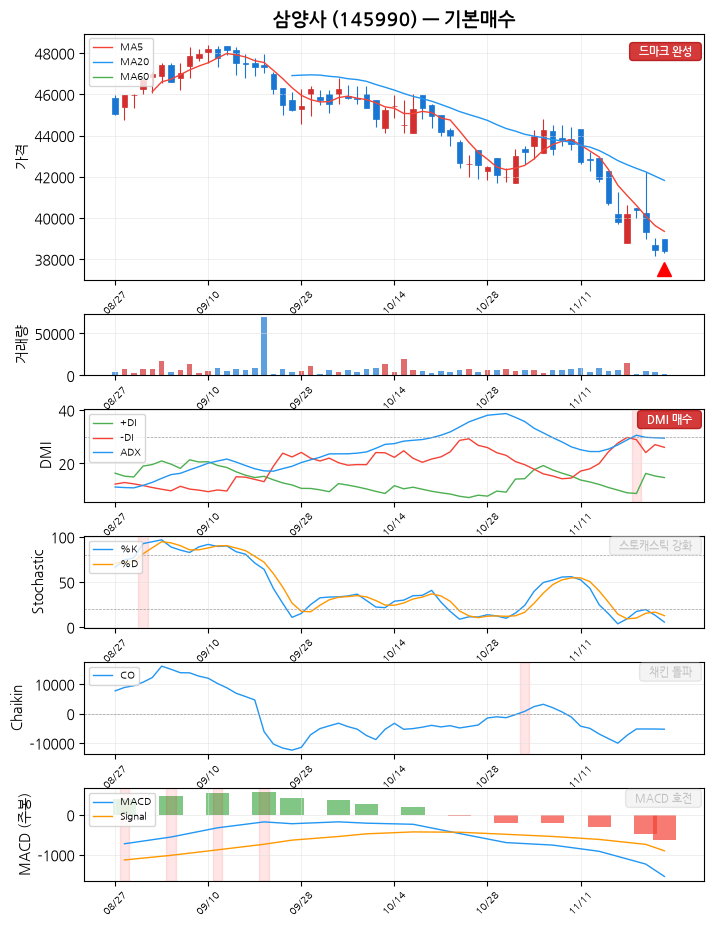 삼양사 (145990) — 기본매수
MA5
MA20
MA60
드마크 완성
48000
46000
44000
42000
40000
38000
가격
08/27
09/10
09/28
10/14
10/28
11/11
50000
0
거래량
08/27
09/10
09/28
10/14
10/28
11/11
+DI
-DI
ADX
DMI 매수
40
20
DMI
08/27
09/10
09/28
10/14
10/28
11/11
%K
%D
스토캐스틱 강화
100
50
0
Stochastic
08/27
09/10
09/28
10/14
10/28
11/11
CO
채킨 돌파
10000
0
-10000
Chaikin
08/27
09/10
09/28
10/14
10/28
11/11
MACD
Signal
MACD 호전
0
-1000
MACD (주봉)
08/27
09/10
09/28
10/14
10/28
11/11